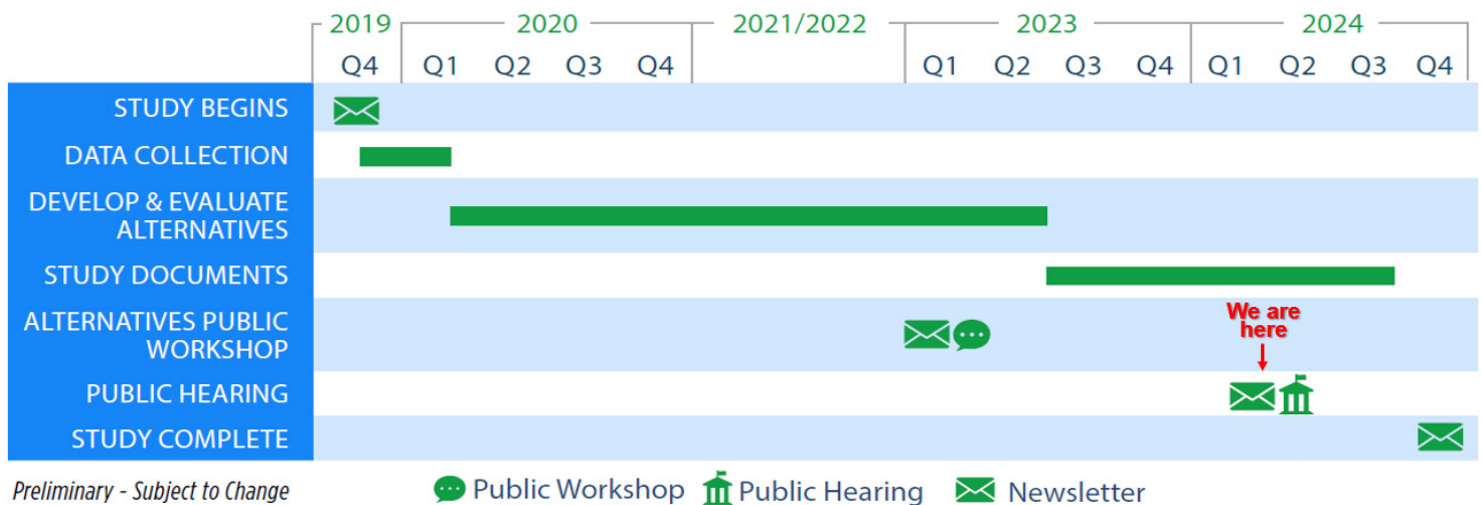 2019 2020 2021/2022 2023 2024
Q4 Q1 Q2 Q3 Q4 Q1 Q2 Q3 Q4 Q1 Q2 Q3 Q4
STUDY BEGINS
DATA COLLECTION
DEVELOP & EVALUATE
ALTERNATIVES
STUDY DOCUMENTS
ALTERNATIVES PUBLIC
WORKSHOP
We are
here
PUBLIC HEARING
STUDY COMPLETE
Preliminary - Subject to Change Public Workshop Public Hearing Newsletter